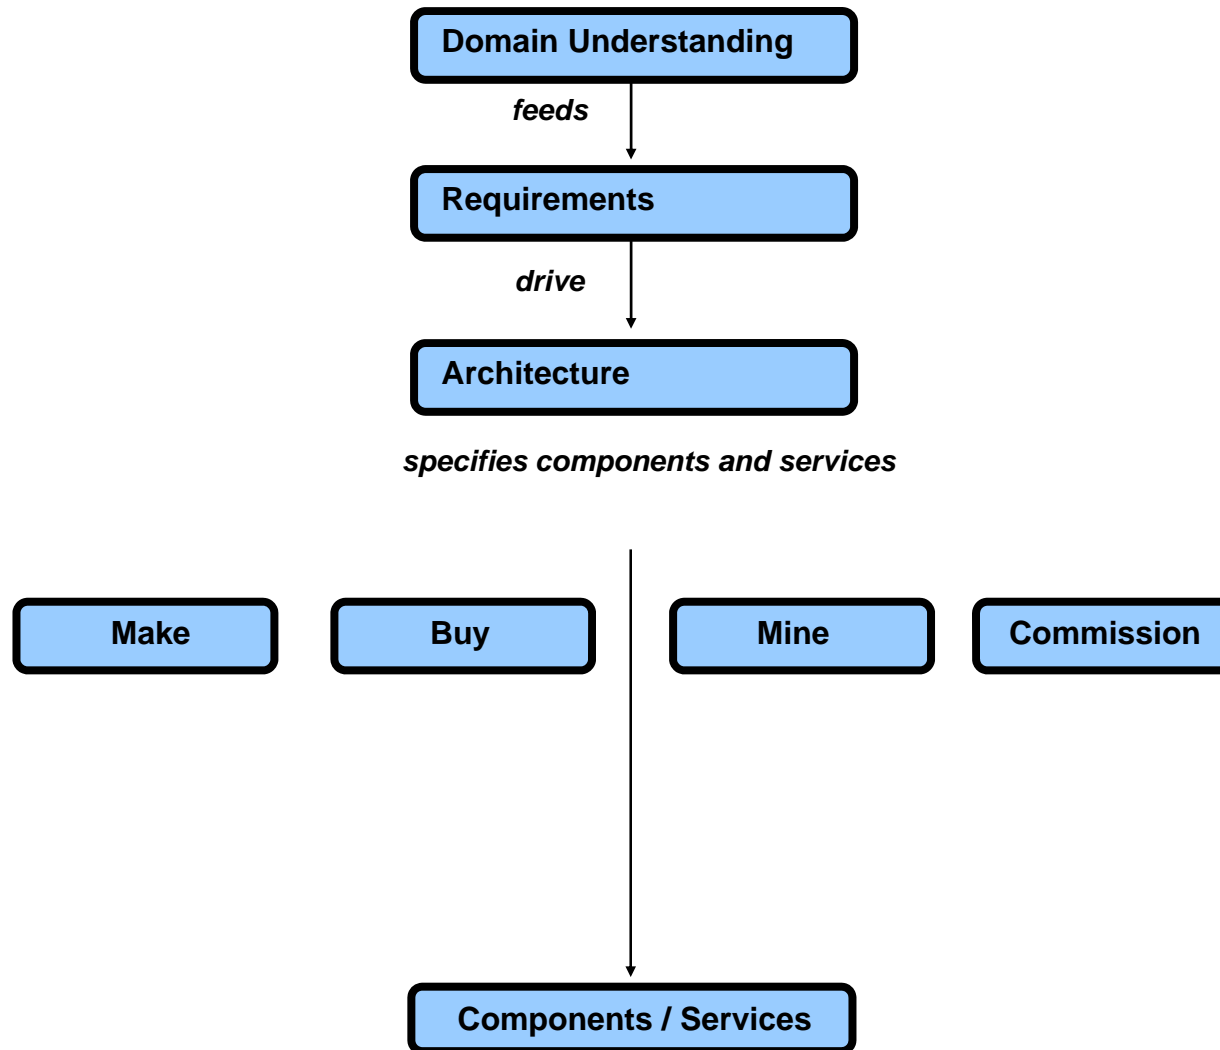 Domain Understanding
feeds
Requirements
drive
Architecture
specifies components and services
Make
Buy
Mine
Commission
Components / Services